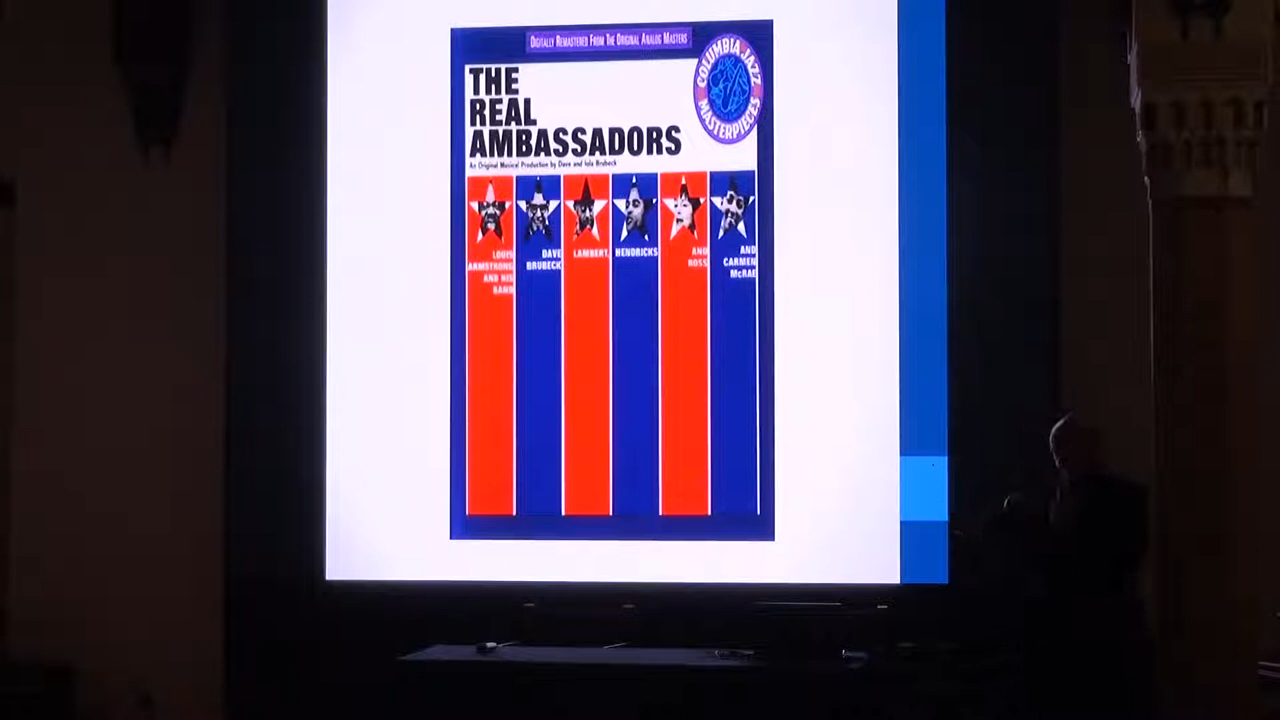 DIGITALLY REMASTERED FROM THE ORIGINAL ANALOG MASTERS
COLUMBIA JAZZ
MASTERPIECES
THE
REAL
AMBASSADORS
An Original Musical Production by Dave and Iola Brubeck
LOUIS
ARMSTRONG
AND HIS
BAND
DAVE
BRUBECK
LAMBERT,
HENDRICKS
AND
ROSS
AND
CARMEN
McRAE